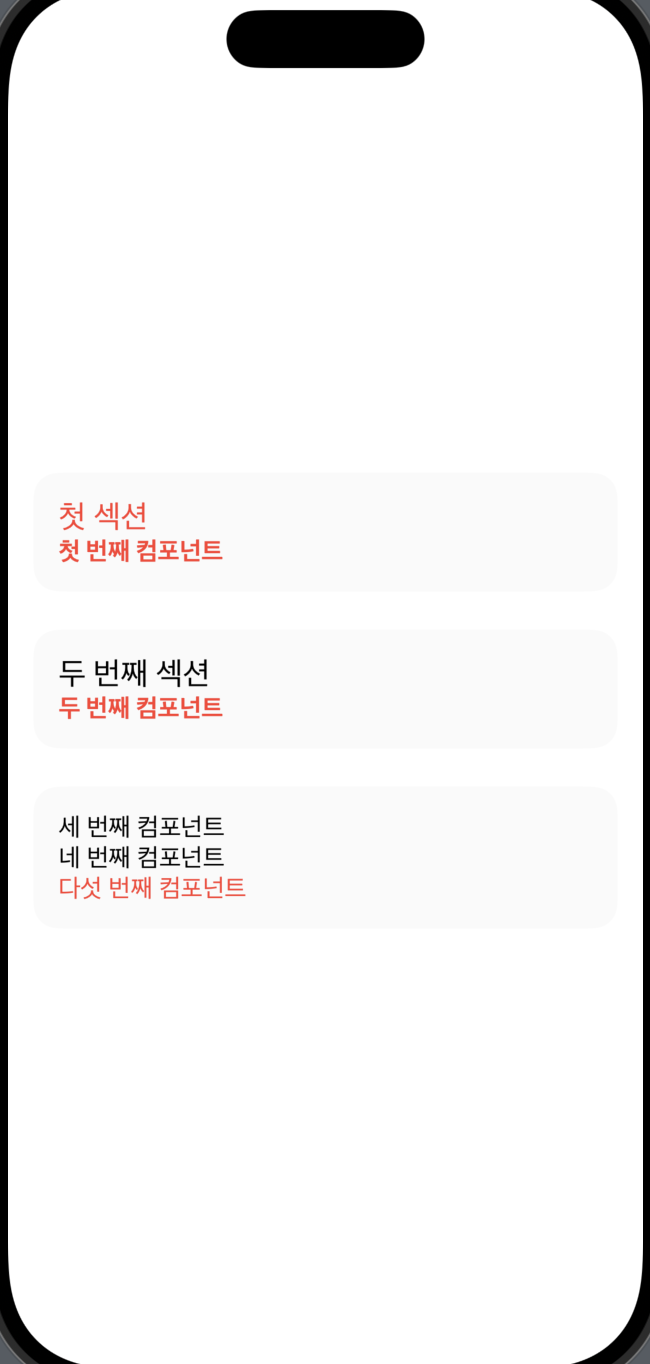 첫 섹션
첫 번째 컴포넌트
두 번째 섹션
두 번째 컴포넌트
세 번째 컴포넌트
네 번째 컴포넌트
다섯 번째 컴포넌트